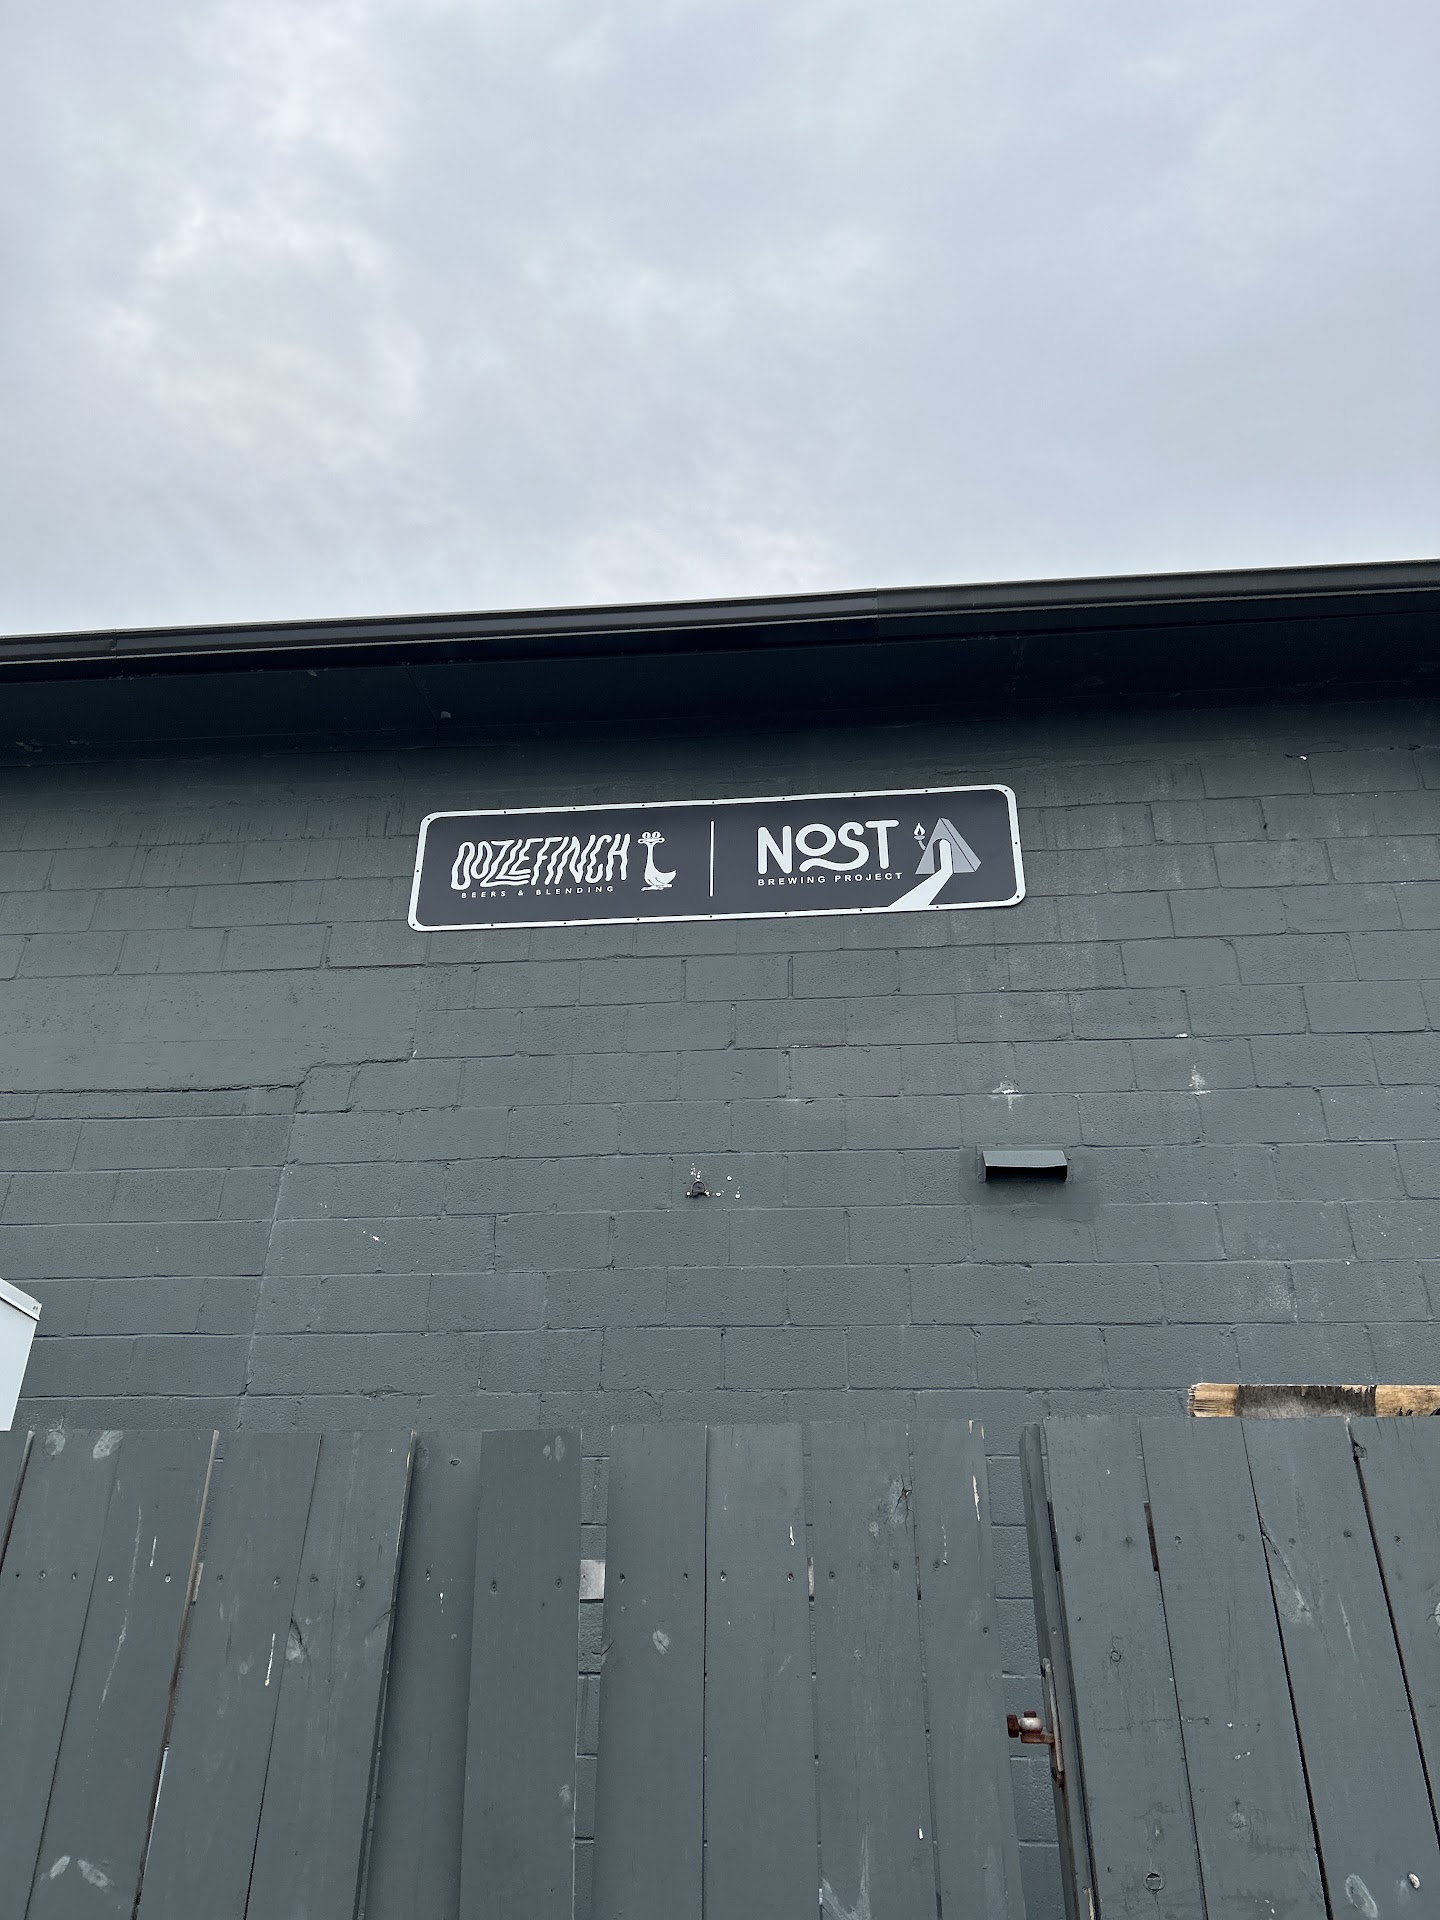 OOZLEFINCH
BEERS & BLENDING
NOST
BREWING PROJECT